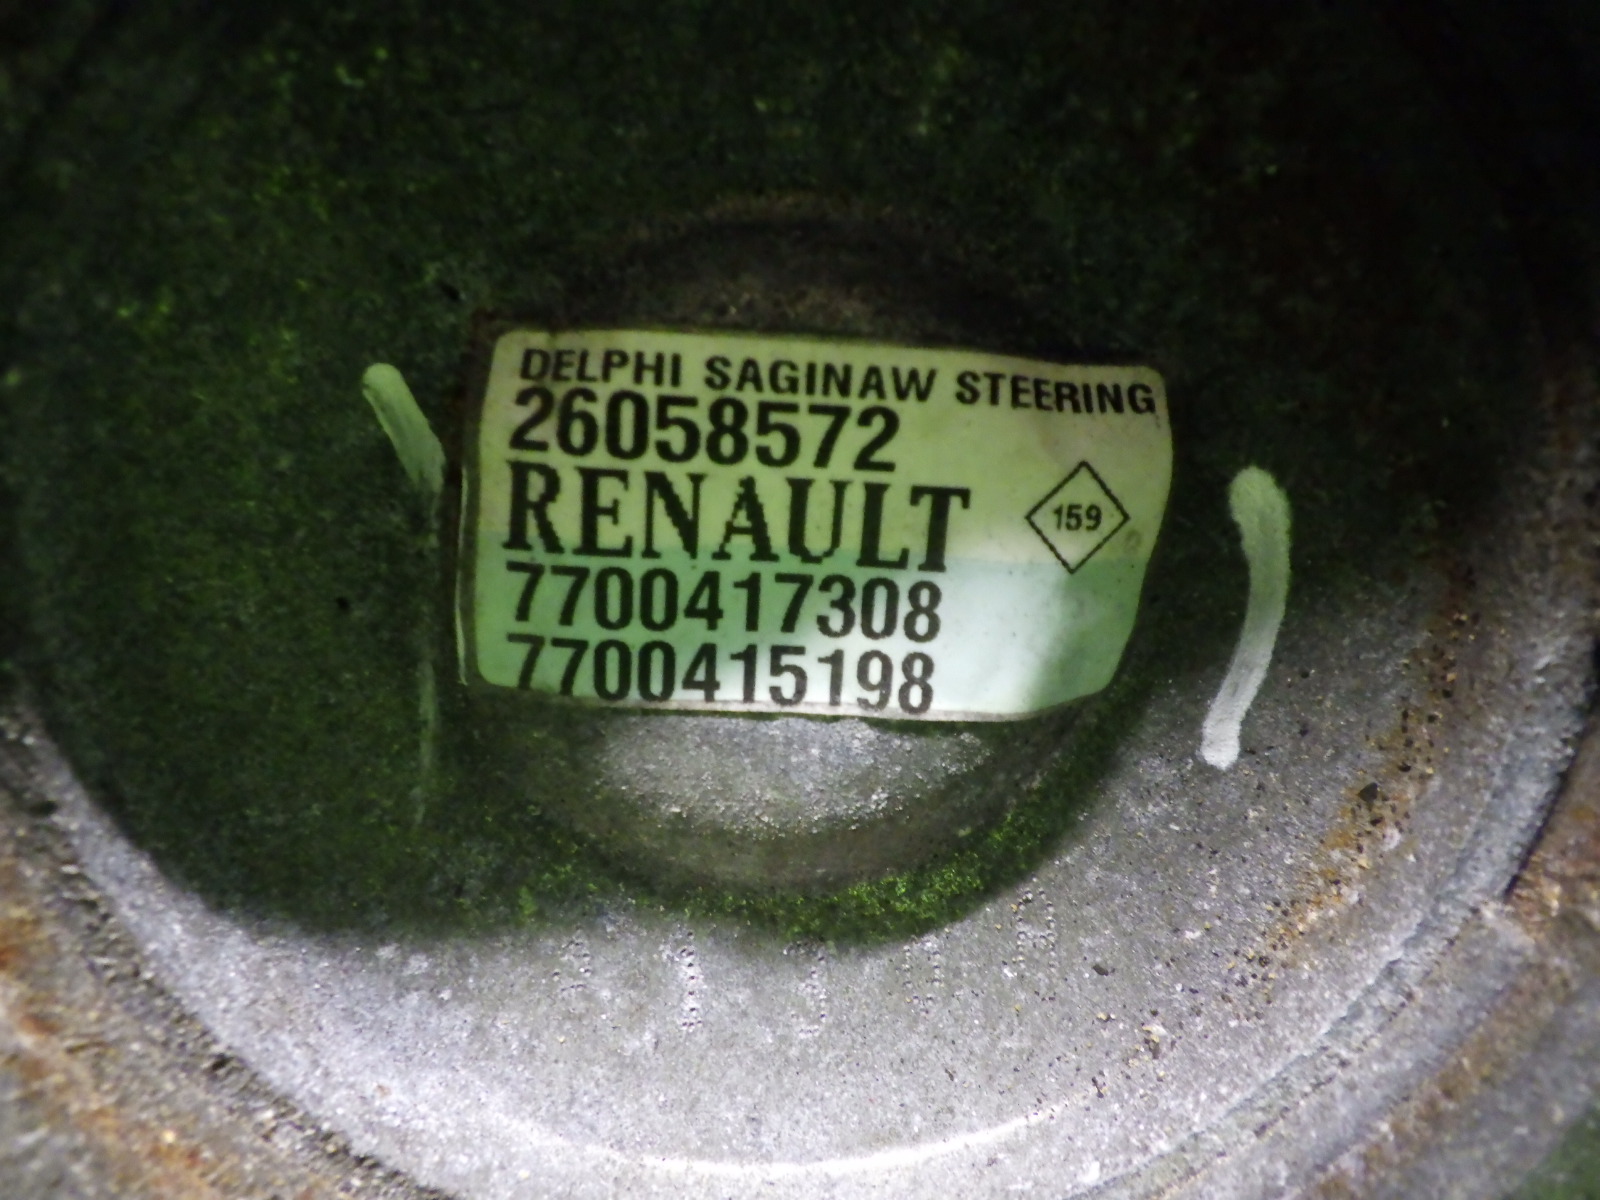 DELPHI SAGINAW STEERING
26058572
RENAULT
159
7700417308
7700415198